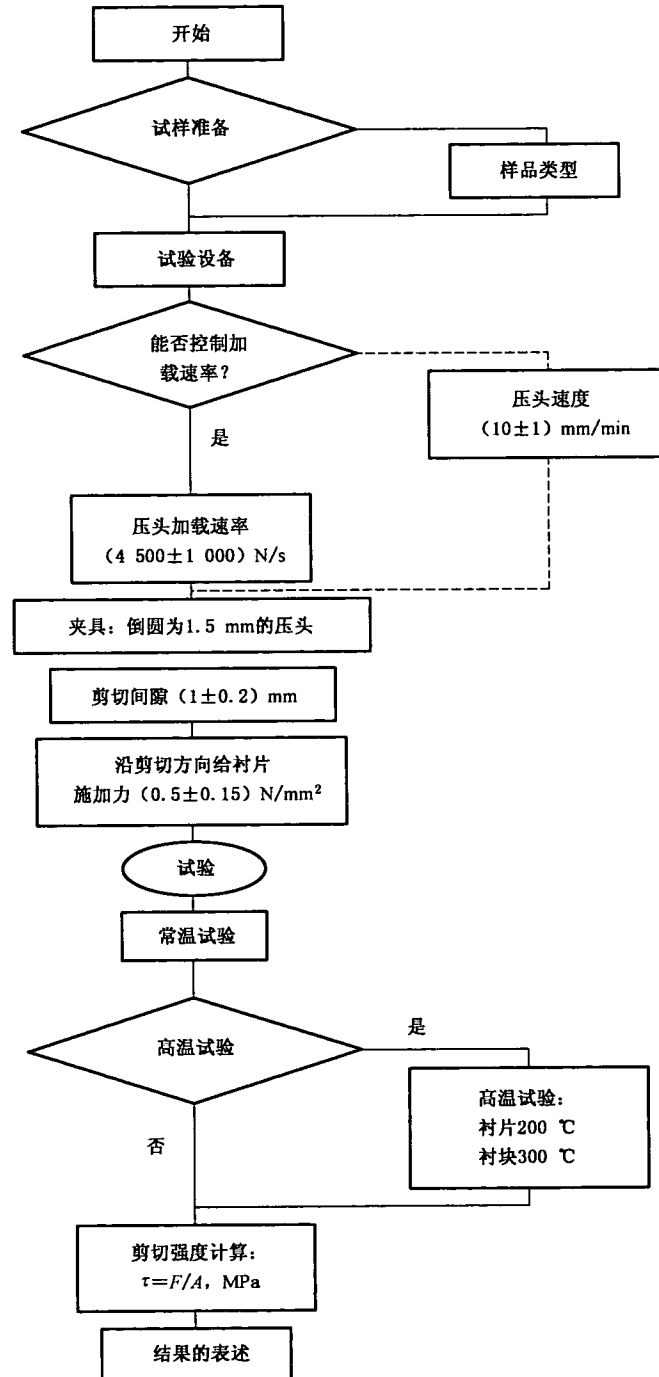 开始
试样准备
样品类型
试验设备
能否控制加
载速率？
压头速度
（10±1）mm/min
是
压头加载速率
（4 500±1 000）N/s
夹具：倒圆为1.5 mm的压头
剪切间隙（1±0.2）mm
沿剪切方向给衬片
施加力（0.5±0.15）N/mm²
试验
常温试验
是
高温试验
高温试验：
衬片200 ℃
衬块300 ℃
否
剪切强度计算：
τ=F/A，MPa
结果的表述